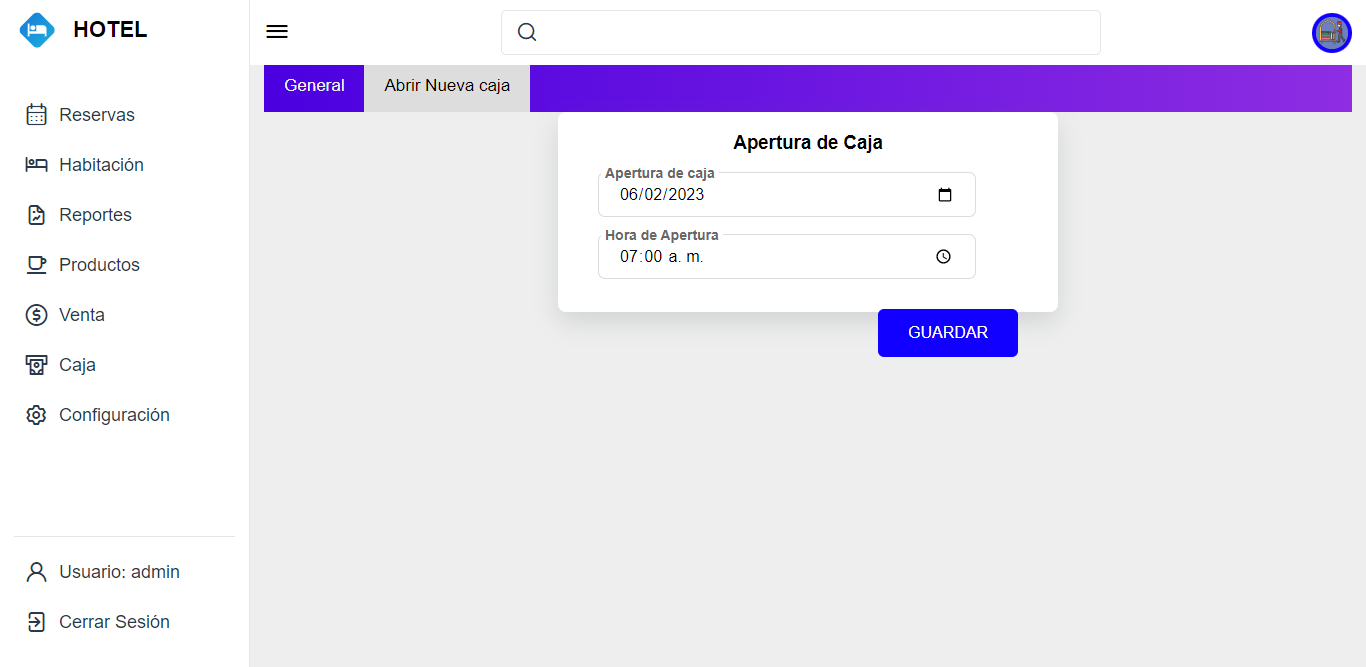 HOTEL
Reservas
Habitación
Reportes
Productos
Venta
Caja
Configuración
Usuario: admin
Cerrar Sesión
General
Abrir Nueva caja
Apertura de Caja
Apertura de caja
06/02/2023
Hora de Apertura
07:00 a. m.
GUARDAR